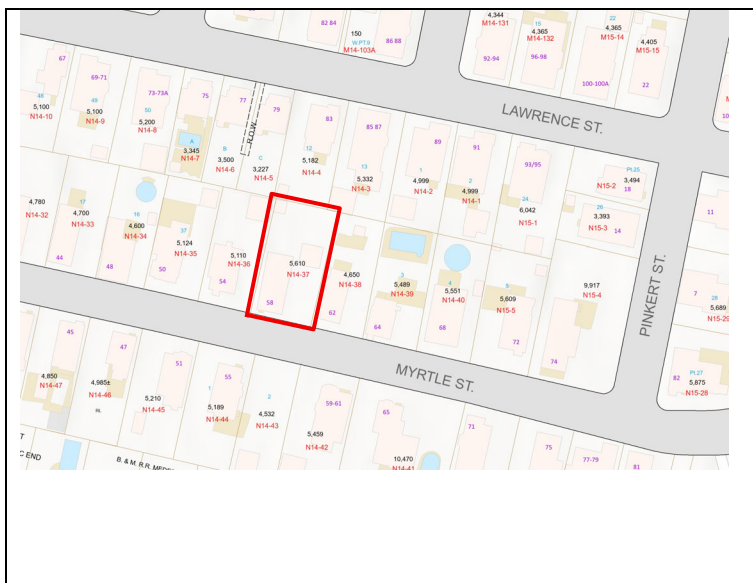 82 84
150
W PT.9
M14-103A
86 88
4,344
M14-131
15
4,365
M14-132
22
4,365
M15-14
4,405
M15-15
92-94
96-98
100-100A
22
LAWRENCE ST.
67
69-71
73-73A
75
77
79
83
85 87
89
91
93/95
48
5,100
N14-10
49
5,100
N14-9
50
5,200
N14-8
A
3,345
N14-7
B
3,500
N14-6
R.O.W.
C
3,227
N14-5
12
5,182
N14-4
13
5,332
N14-3
1
4,999
N14-2
2
4,999
N14-1
24
6,042
N15-1
Pt.25
3,494
N15-2
18
26
3,393
N15-3
14
11
4,780
N14-32
17
4,700
N14-33
16
4,600
N14-34
37
5,124
N14-35
5,110
N14-36
5,610
N14-37
4,650
N14-38
3
5,489
N14-39
4
5,551
N14-40
5
5,609
N15-5
9,917
N15-4
PINKERT ST.
7
28
5,689
N15-29
44
48
50
54
58
62
64
68
72
74
MYRTLE ST.
45
47
51
55
59-61
65
71
75
77-79
81
82
Pt.27
5,875
N15-28
4,850
N14-47
4,985±
N14-46
5,210
N14-45
1
5,189
N14-44
2
4,532
N14-43
5,459
N14-42
10,470
N14-41
C END
B. & M. R.R.